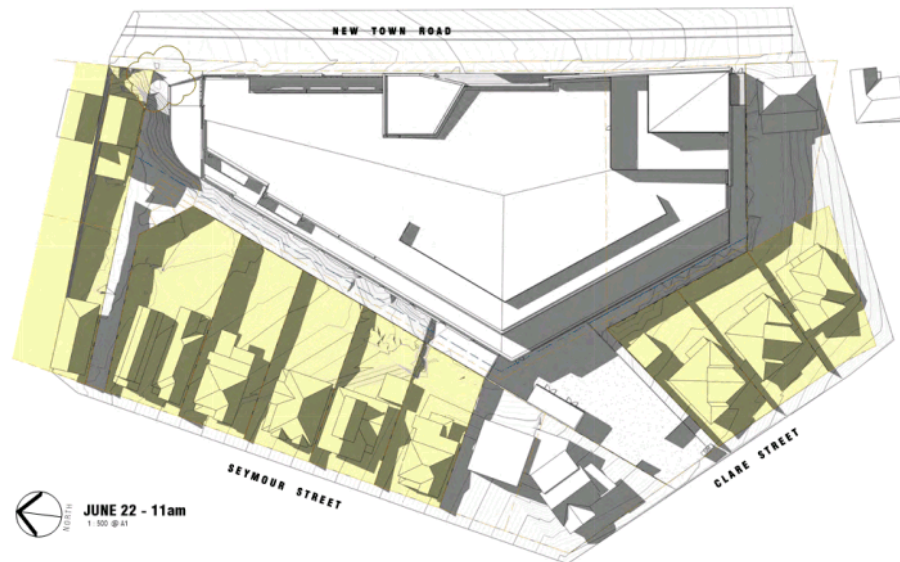 NEW TOWN ROAD
SEYMOUR STREET
CLARE STREET
NORTH
JUNE 22 - 11am
1 : 500 @ A1